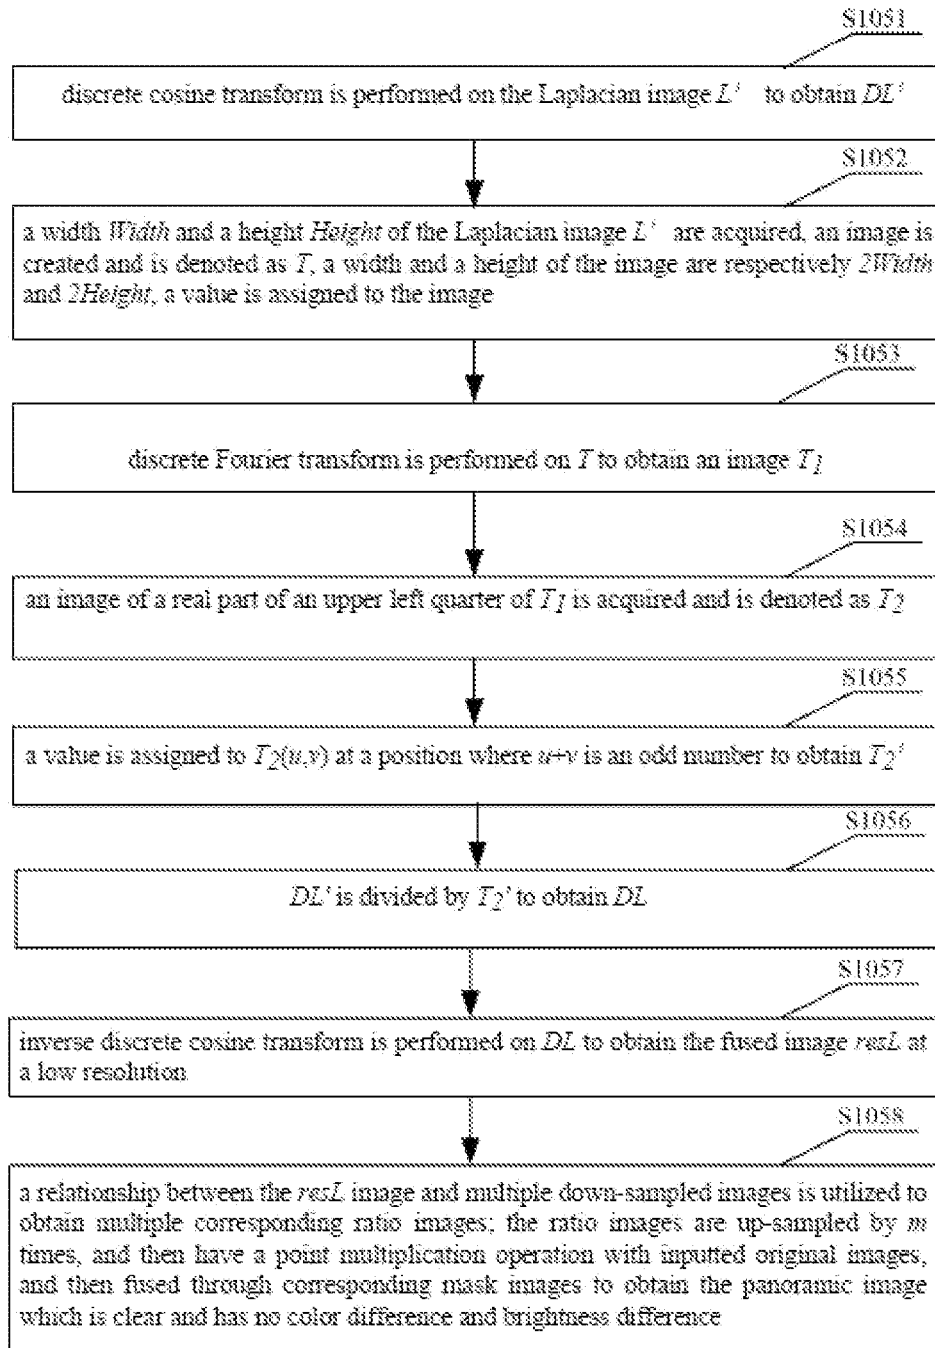 S1051
discrete cosine transform is performed on the Laplacian image L' to obtain DL'
S1052
a width Width and a height Height of the Laplacian image L' are acquired, an image is
created and is denoted as T, a width and a height of the image are respectively 2Width
and 2Height, a value is assigned to the image
S1053
discrete Fourier transform is performed on T to obtain an image T1
S1054
an image of a real part of an upper left quarter of T1 is acquired and is denoted as T2
S1055
a value is assigned to T2(u,v) at a position where u+v is an odd number to obtain T2'
S1056
DL' is divided by T2' to obtain DL
S1057
inverse discrete cosine transform is performed on DL to obtain the fused image resL at
a low resolution
S1058
a relationship between the resL image and multiple down-sampled images is utilized to
obtain multiple corresponding ratio images; the ratio images are up-sampled by m
times, and then have a point multiplication operation with inputted original images,
and then fused through corresponding mask images to obtain the panoramic image
which is clear and has no color difference and brightness difference